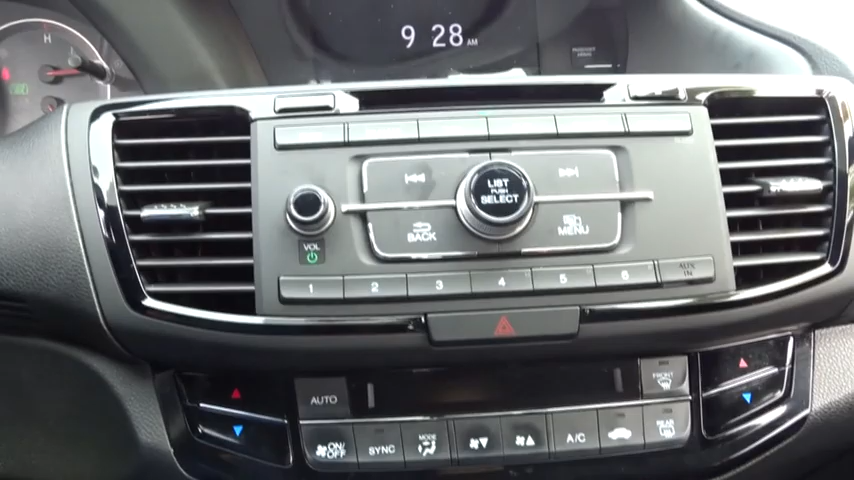 H
9 28 AM
LIST
PUSH
SELECT
BACK
MENU
VOL
1 2 3 4 5 6 AUX IN
AUTO
FRONT
ON/OFF SYNC MODE A/C REAR